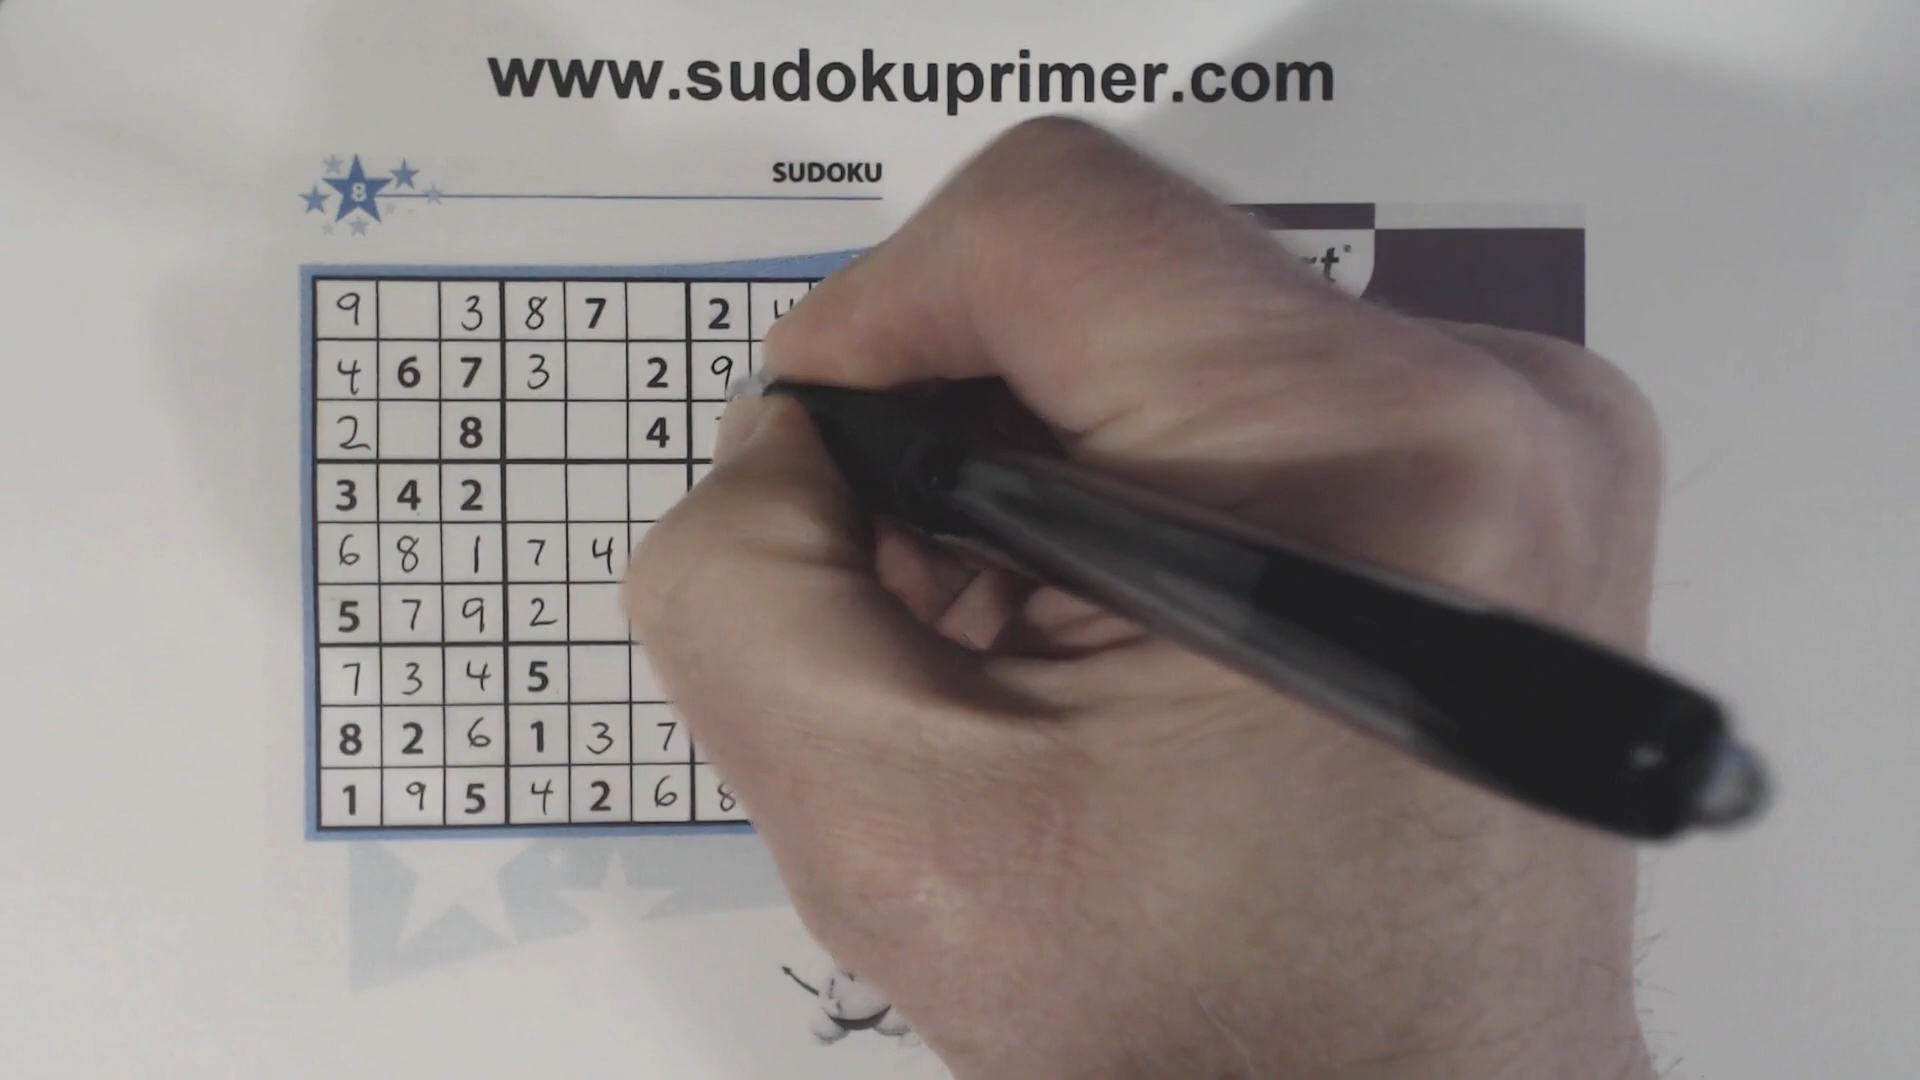 www.sudokuprimer.com
8
SUDOKU
rt
9 3 8 7 2 4
4 6 7 3 2 9
2 8 4
3 4 2
6 8 1 7 4
5 7 9 2
7 3 4 5
8 2 6 1 3 7
1 9 5 4 2 6 8